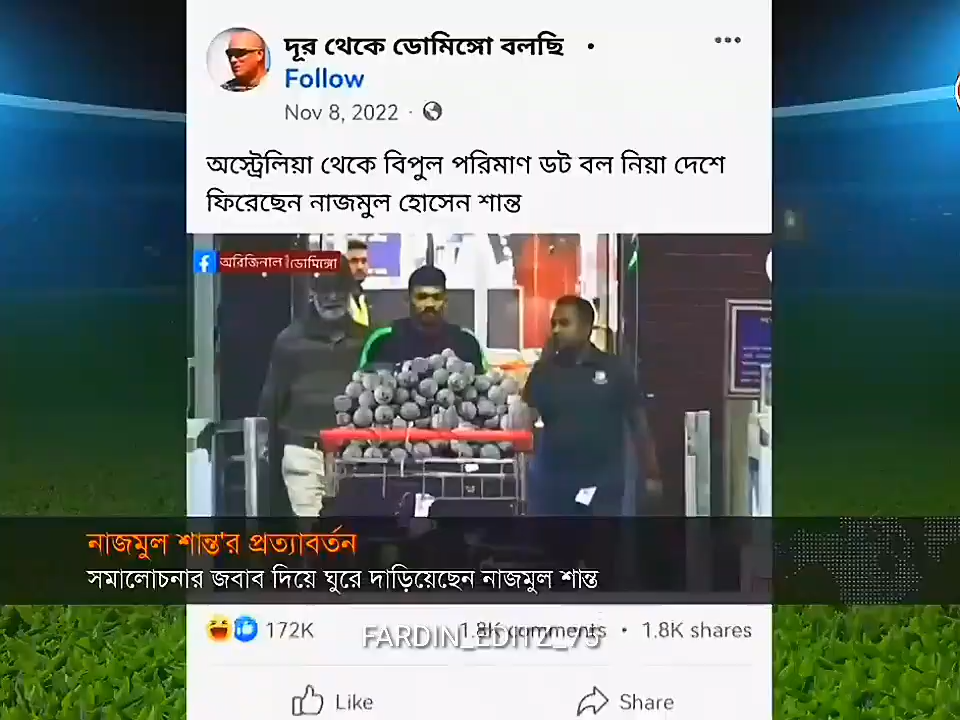 দূর থেকে ডোমিঙ্গো বলছি •
Follow
Nov 8, 2022 ·
অস্ট্রেলিয়া থেকে বিপুল পরিমাণ ডট বল নিয়া দেশে
ফিরেছেন নাজমুল হোসেন শান্ত
অরিজিনাল ডোমিঙ্গো
নাজমুল শান্ত'র প্রত্যাবর্তন
সমালোচনার জবাব দিয়ে ঘুরে দাড়িয়েছেন নাজমুল শান্ত
172K 1.8K comments • 1.8K shares
FARDIN_EDITZ_75
Like Share